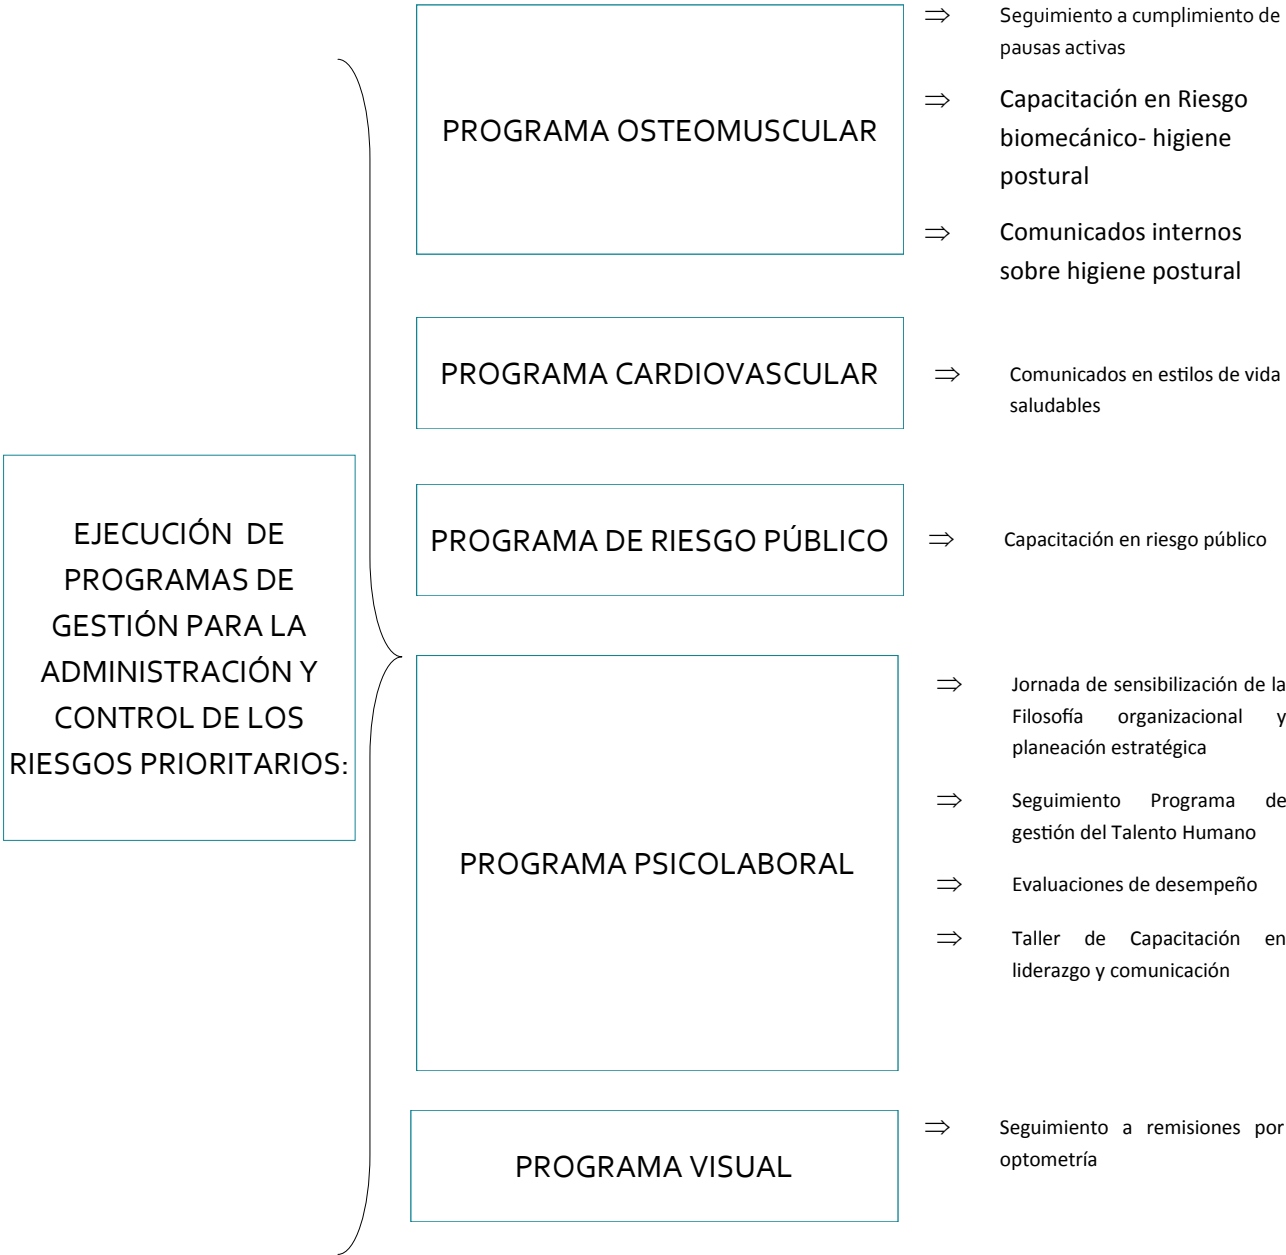 EJECUCIÓN DE
PROGRAMAS DE
GESTIÓN PARA LA
ADMINISTRACIÓN Y
CONTROL DE LOS
RIESGOS PRIORITARIOS:
PROGRAMA OSTEOMUSCULAR
⇒ Seguimiento a cumplimiento de
pausas activas
⇒ Capacitación en Riesgo
biomecánico- higiene
postural
⇒ Comunicados internos
sobre higiene postural
PROGRAMA CARDIOVASCULAR
⇒ Comunicados en estilos de vida
saludables
PROGRAMA DE RIESGO PÚBLICO
⇒ Capacitación en riesgo público
PROGRAMA PSICOLABORAL
⇒ Jornada de sensibilización de la
Filosofía organizacional y
planeación estratégica
⇒ Seguimiento Programa de
gestión del Talento Humano
⇒ Evaluaciones de desempeño
⇒ Taller de Capacitación en
liderazgo y comunicación
PROGRAMA VISUAL
⇒ Seguimiento a remisiones por
optometría